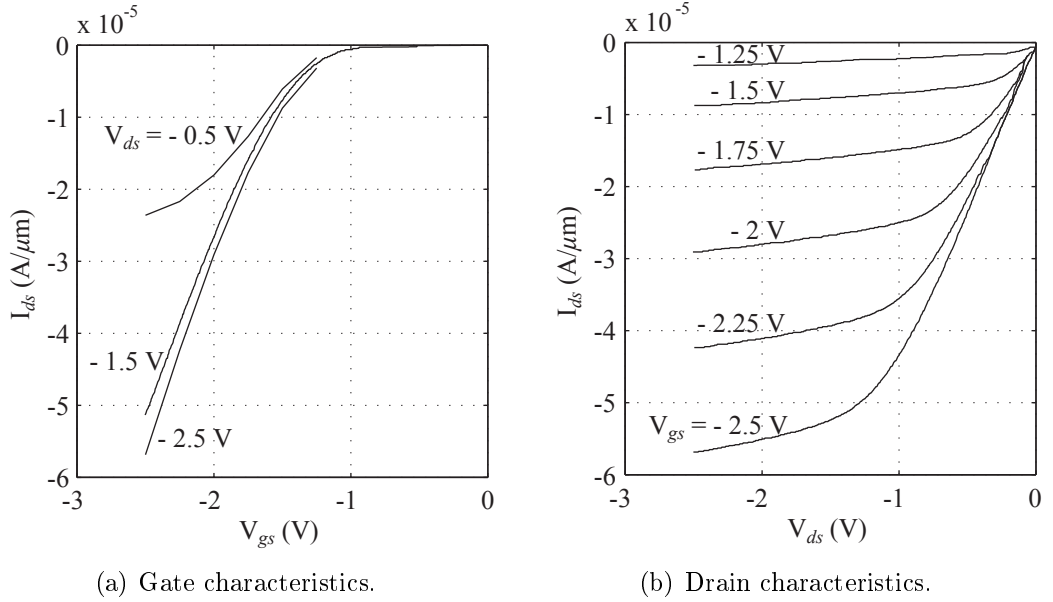 x 10⁻⁵
0
-1
-2
-3
-4
-5
-6
I_ds (A/μm)
V_ds = - 0.5 V
- 1.5 V
- 2.5 V
-3 -2 -1 0
V_gs (V)
(a) Gate characteristics.
x 10⁻⁵
0
-1
-2
-3
-4
-5
-6
I_ds (A/μm)
- 1.25 V
- 1.5 V
- 1.75 V
- 2 V
- 2.25 V
V_gs = - 2.5 V
-3 -2 -1 0
V_ds (V)
(b) Drain characteristics.